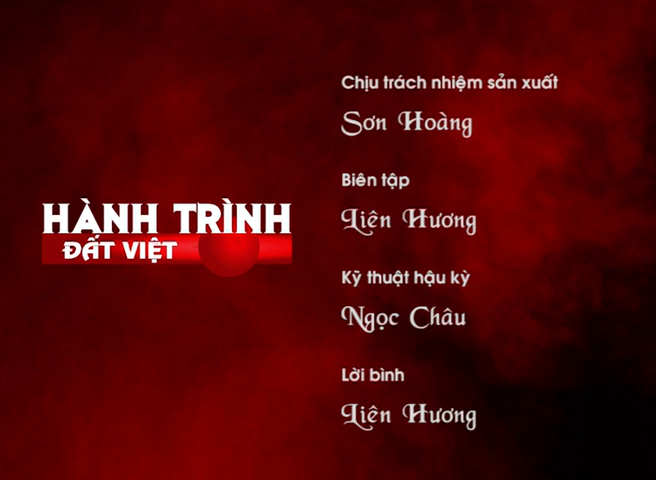 HÀNH TRÌNH
ĐẤT VIỆT
Chịu trách nhiệm sản xuất
Sơn Hoàng
Biên tập
Liên Hương
Kỹ thuật hậu kỳ
Ngọc Châu
Lời bình
Liên Hương